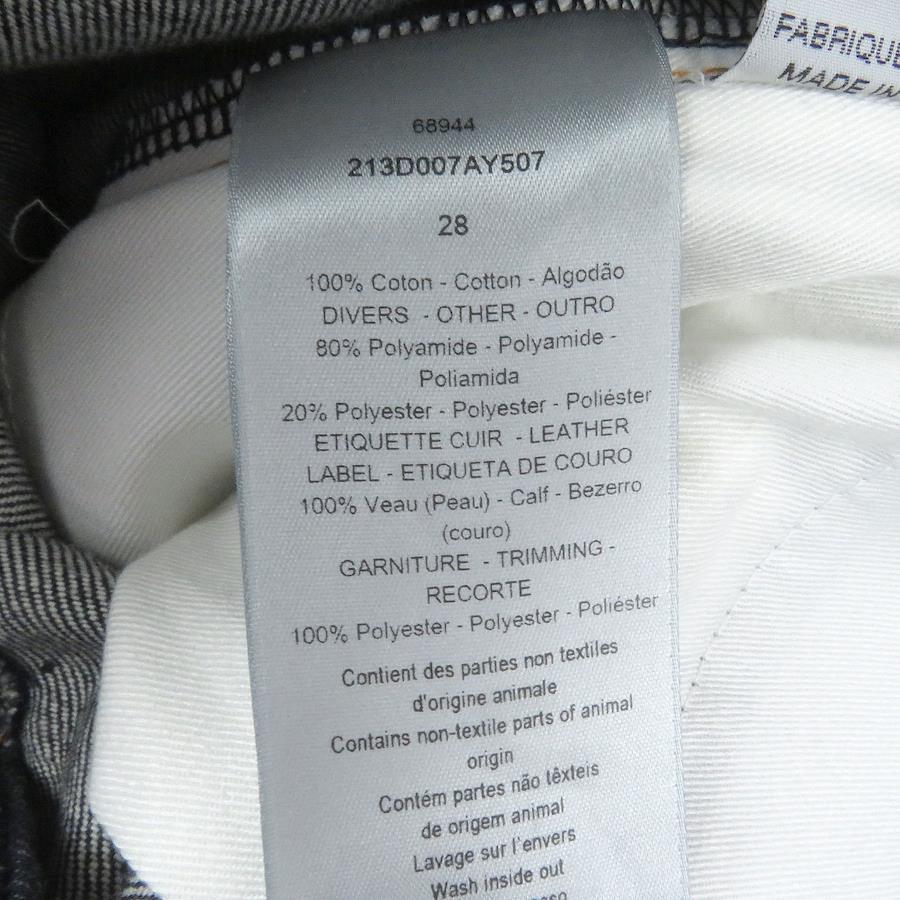 FABRIQUE
MADE IN
68944
213D007AY507
28
100% Coton - Cotton - Algodão
DIVERS - OTHER - OUTRO
80% Polyamide - Polyamide -
Poliamida
20% Polyester - Polyester - Poliéster
ETIQUETTE CUIR - LEATHER
LABEL - ETIQUETA DE COURO
100% Veau (Peau) - Calf - Bezerro
(couro)
GARNITURE - TRIMMING -
RECORTE
100% Polyester - Polyester - Poliéster
Contient des parties non textiles
d'origine animale
Contains non-textile parts of animal
origin
Contém partes não têxteis
de origem animal
Lavage sur l'envers
Wash inside out